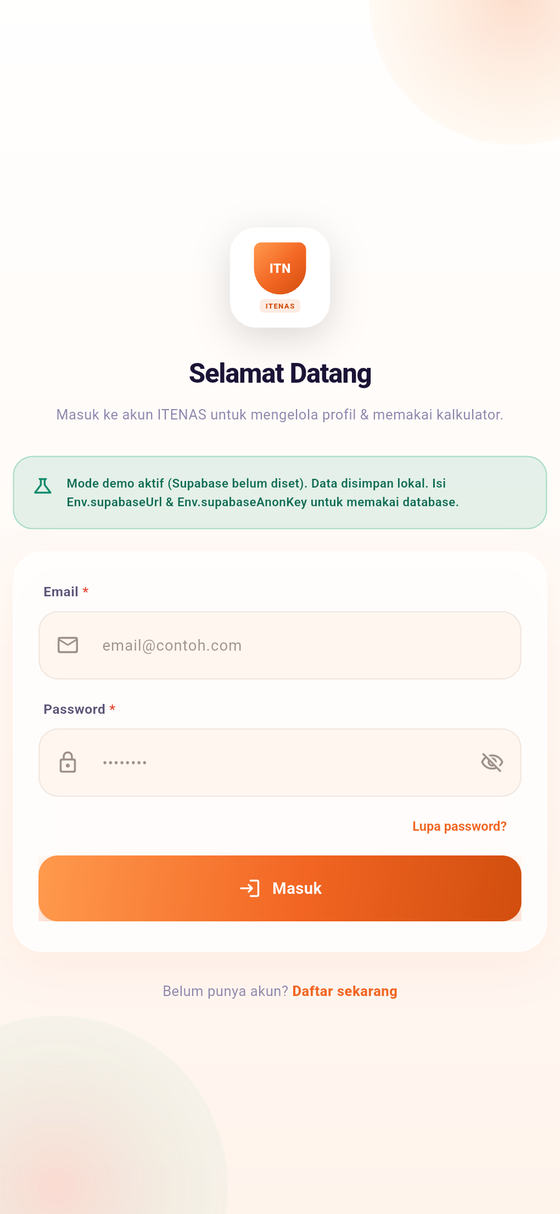 ITN
ITENAS
Selamat Datang
Masuk ke akun ITENAS untuk mengelola profil & memakai kalkulator.
Mode demo aktif (Supabase belum diset). Data disimpan lokal. Isi
Env.supabaseUrl & Env.supabaseAnonKey untuk memakai database.
Email *
email@contoh.com
Password *
••••••••
Lupa password?
Masuk
Belum punya akun? Daftar sekarang